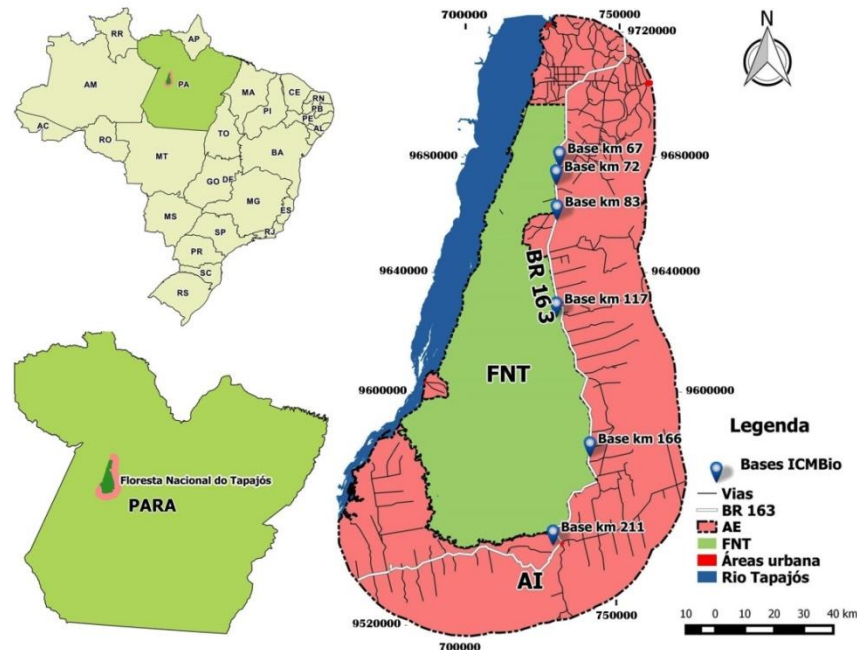 RR
AP
AM
PA
MA
CE
RN
PB
PE
AL
PI
AC
RO
TO
BA
MT
GO
DF
MG
ES
MS
SP
RJ
PR
SC
RS
Floresta Nacional do Tapajós
PARA
700000
750000
9720000
N
9680000
9680000
Base km 67
Base km 72
Base km 83
9640000
9640000
BR 163
Base km 117
FNT
9600000
9600000
Base km 166
Base km 211
AI
9520000
700000
750000
Legenda
Bases ICMBio
Vias
BR 163
AE
FNT
Áreas urbana
Rio Tapajós
10 0 10 20 30 40 km